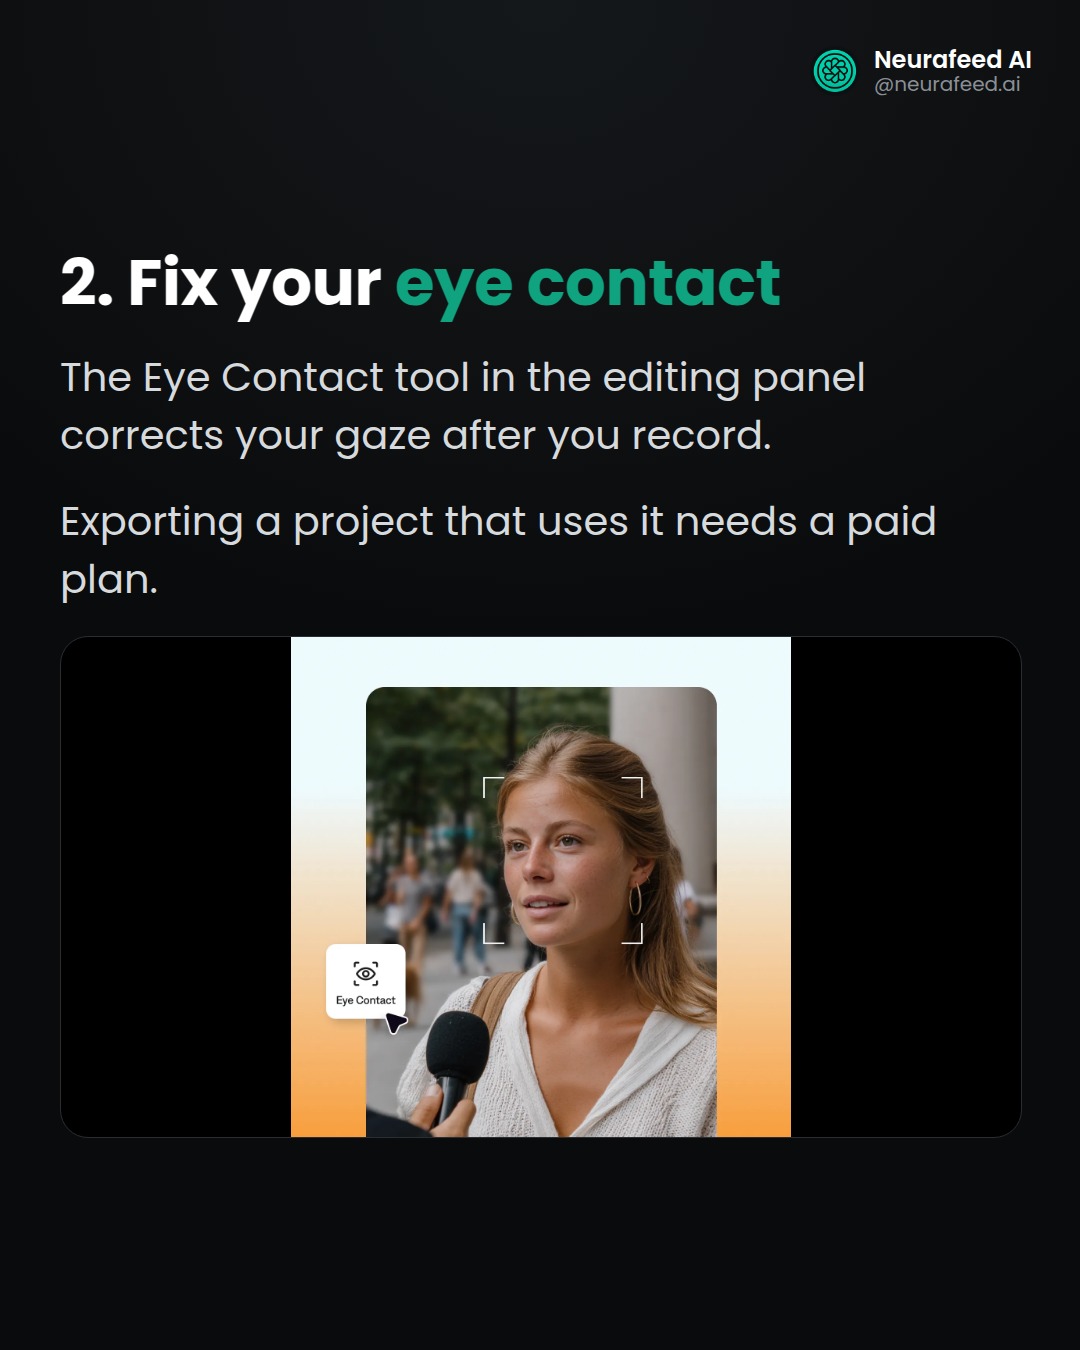 Neurafeed AI
@neurafeed.ai
2. Fix your eye contact
The Eye Contact tool in the editing panel
corrects your gaze after you record.
Exporting a project that uses it needs a paid
plan.
Eye Contact